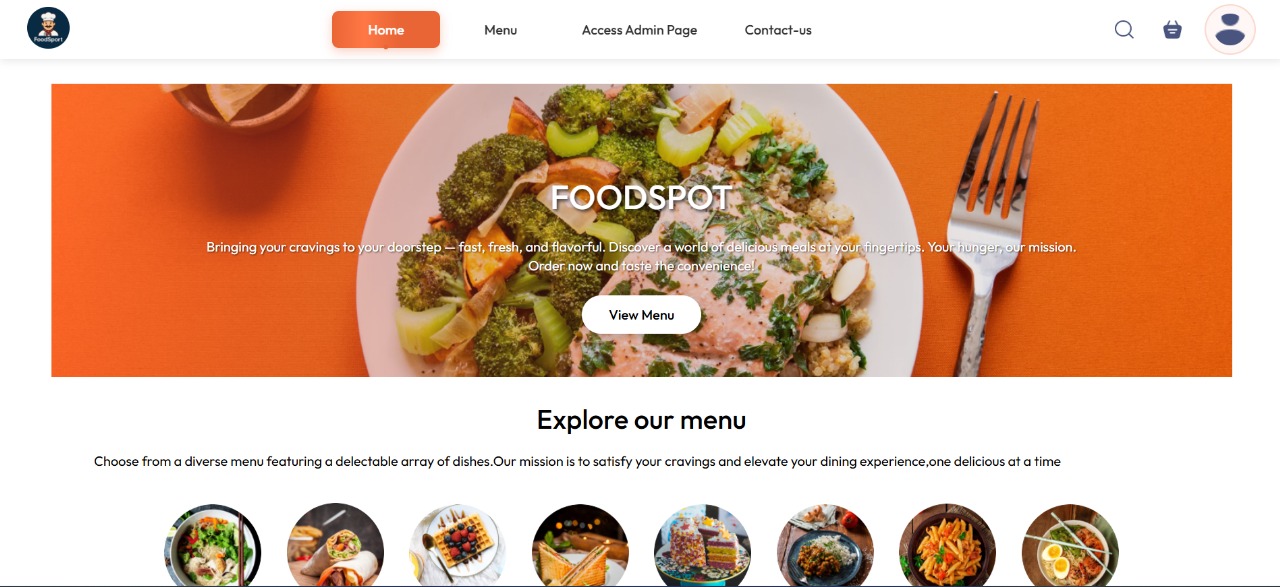 FoodSpot
Home
Menu
Access Admin Page
Contact-us
FOODSPOT
Bringing your cravings to your doorstep — fast, fresh, and flavorful. Discover a world of delicious meals at your fingertips. Your hunger, our mission.
Order now and taste the convenience!
View Menu
Explore our menu
Choose from a diverse menu featuring a delectable array of dishes.Our mission is to satisfy your cravings and elevate your dining experience,one delicious at a time